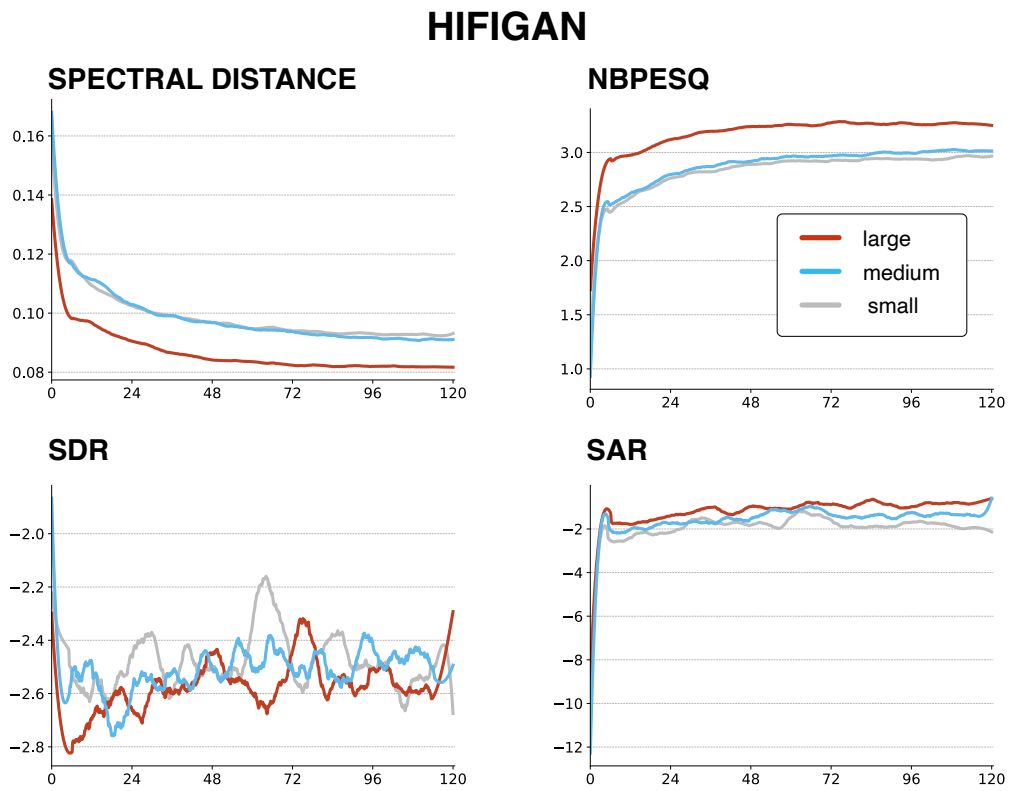 HIFIGAN
SPECTRAL DISTANCE
0.16
0.14
0.12
0.10
0.08
0 24 48 72 96 120
NBPESQ
3.0
2.5
2.0
1.5
1.0
0 24 48 72 96 120
large
medium
small
SDR
−2.0
−2.2
−2.4
−2.6
−2.8
0 24 48 72 96 120
SAR
−2
−4
−6
−8
−10
−12
0 24 48 72 96 120